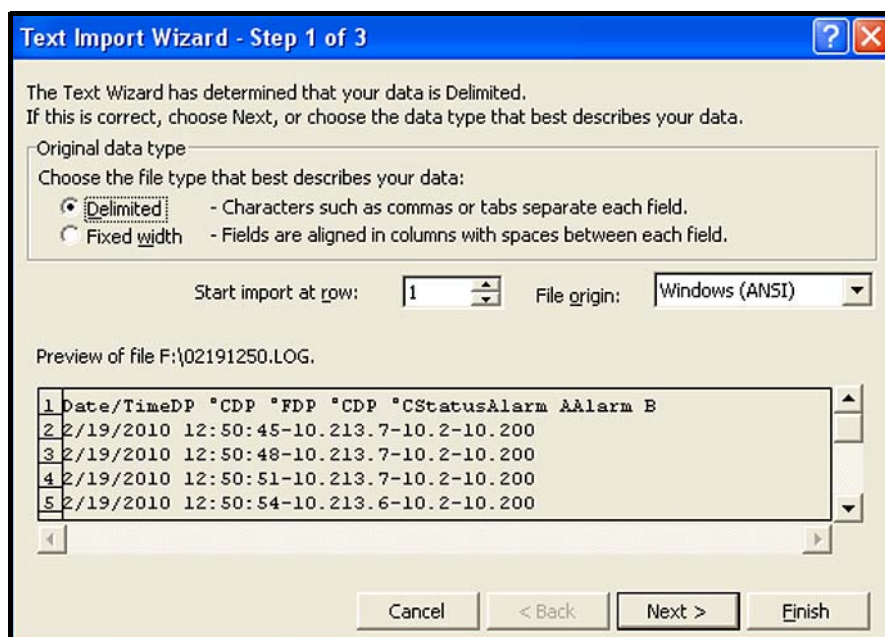 Text Import Wizard - Step 1 of 3
The Text Wizard has determined that your data is Delimited.
If this is correct, choose Next, or choose the data type that best describes your data.
Original data type
Choose the file type that best describes your data:
Delimited - Characters such as commas or tabs separate each field.
Fixed width - Fields are aligned in columns with spaces between each field.
Start import at row: 1 File origin: Windows (ANSI)
Preview of file F:\02191250.LOG.
1 Date/TimeDP °CDP °FDP °CDP °CStatusAlarm AAlarm B
2 2/19/2010 12:50:45-10.213.7-10.2-10.200
3 2/19/2010 12:50:48-10.213.7-10.2-10.200
4 2/19/2010 12:50:51-10.213.7-10.2-10.200
5 2/19/2010 12:50:54-10.213.6-10.2-10.200
Cancel < Back Next > Finish